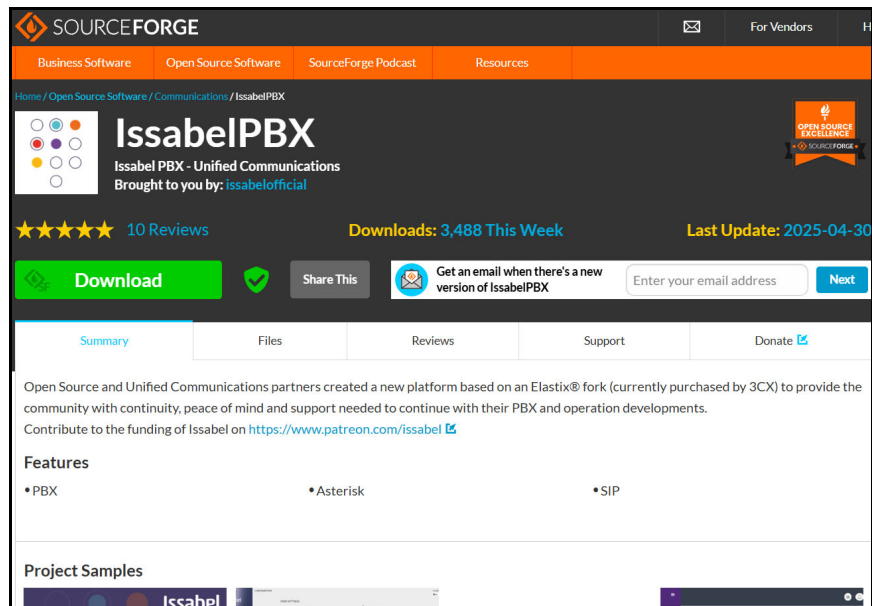 SOURCEFORGE
For Vendors
H
Business Software
Open Source Software
SourceForge Podcast
Resources
Home / Open Source Software / Communications / IssabelPBX
IssabelPBX
Issabel PBX - Unified Communications
Brought to you by: issabelofficial
OPEN SOURCE
EXCELLENCE
SOURCEFORGE
10 Reviews
Downloads: 3,488 This Week
Last Update: 2025-04-30
SF
Download
Share This
Get an email when there's a new
version of IssabelPBX
Enter your email address
Next
Summary
Files
Reviews
Support
Donate
Open Source and Unified Communications partners created a new platform based on an Elastix® fork (currently purchased by 3CX) to provide the
community with continuity, peace of mind and support needed to continue with their PBX and operation developments.
Contribute to the funding of Issabel on https://www.patreon.com/issabel
Features
• PBX
• Asterisk
• SIP
Project Samples
Issabel